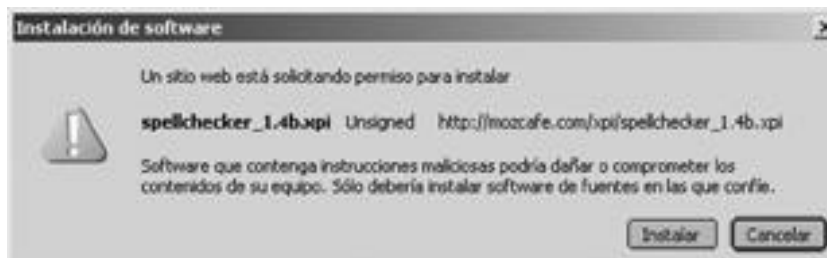 Instalación de software
Un sitio web está solicitando permiso para instalar
spellchecker_1.4b.xpi Unsigned http://mozcafe.com/xpi/spellchecker_1.4b.xpi
Software que contenga instrucciones maliciosas podría dañar o comprometer los
contenidos de su equipo. Sólo debería instalar software de fuentes en las que confíe.
Instalar Cancelar